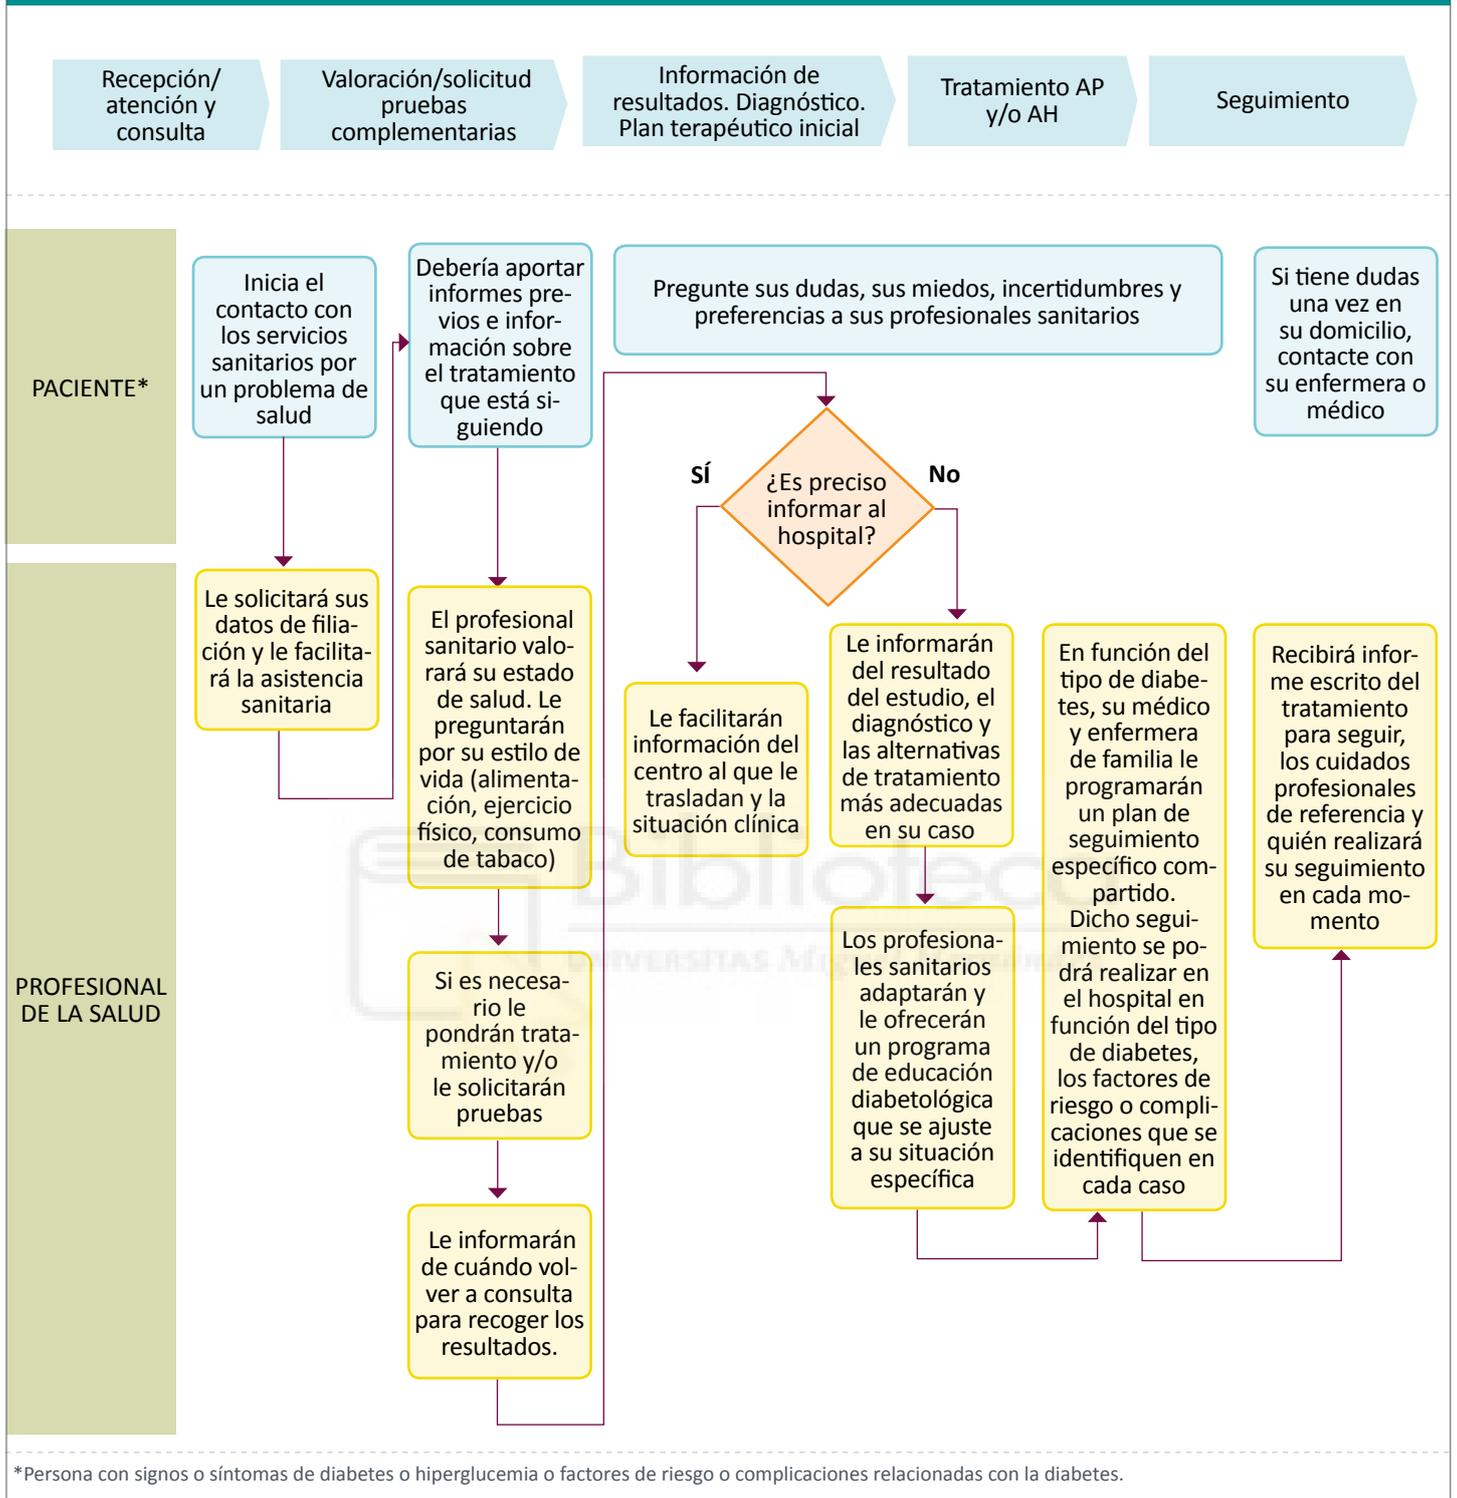 Recepción/
atención y
consulta
Valoración/solicitud
pruebas
complementarias
Información de
resultados. Diagnóstico.
Plan terapéutico inicial
Tratamiento AP
y/o AH
Seguimiento
PACIENTE*
Inicia el
contacto con
los servicios
sanitarios por
un problema de
salud
Debería aportar
informes pre-
vios e infor-
mación sobre
el tratamiento
que está si-
guiendo
Pregunte sus dudas, sus miedos, incertidumbres y
preferencias a sus profesionales sanitarios
Si tiene dudas
una vez en
su domicilio,
contacte con
su enfermera o
médico
SÍ
¿Es preciso
informar al
hospital?
No
PROFESIONAL
DE LA SALUD
Le solicitará sus
datos de filia-
ción y le facilita-
rá la asistencia
sanitaria
El profesional
sanitario valo-
rará su estado
de salud. Le
preguntarán
por su estilo de
vida (alimenta-
ción, ejercicio
físico, consumo
de tabaco)
Si es necesa-
rio le
pondrán trata-
miento y/o
le solicitarán
pruebas
Le informarán
de cuándo vol-
ver a consulta
para recoger los
resultados.
Le facilitarán
información del
centro al que le
trasladan y la
situación clínica
Le informarán
del resultado
del estudio, el
diagnóstico y
las alternativas
de tratamiento
más adecuadas
en su caso
Los profesiona-
les sanitarios
adaptarán y
le ofrecerán
un programa
de educación
diabetológica
que se ajuste
a su situación
específica
En función del
tipo de diabe-
tes, su médico
y enfermera
de familia le
programarán
un plan de
seguimiento
específico com-
partido.
Dicho segui-
miento se po-
drá realizar en
el hospital en
función del tipo
de diabetes,
los factores de
riesgo o compli-
caciones que se
identifiquen en
cada caso
Recibirá infor-
me escrito del
tratamiento
para seguir,
los cuidados
profesionales
de referencia y
quién realizará
su seguimiento
en cada mo-
mento
Biblioteca
UNIVERSITAS Miguel Hernández
*Persona con signos o síntomas de diabetes o hiperglucemia o factores de riesgo o complicaciones relacionadas con la diabetes.